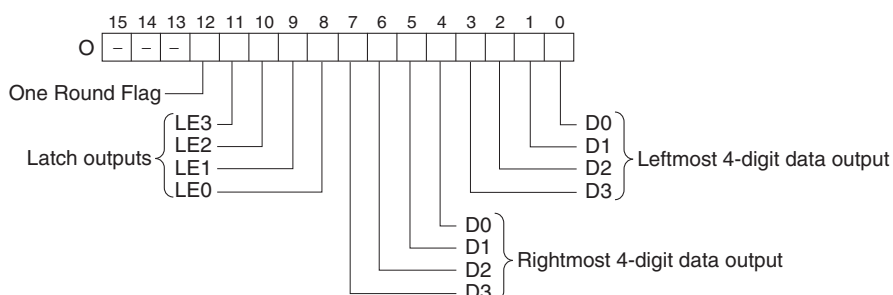 15 14 13 12 11 10 9 8 7 6 5 4 3 2 1 0
O – – –
One Round Flag
LE3
LE2
LE1
LE0
Latch outputs
D0
D1
D2
D3
Leftmost 4-digit data output
D0
D1
D2
D3
Rightmost 4-digit data output